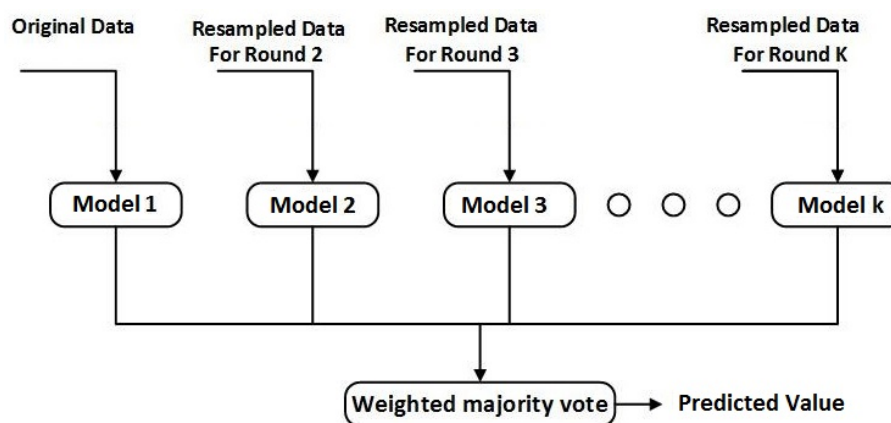 Original Data
Resampled Data
For Round 2
Resampled Data
For Round 3
Resampled Data
For Round K
Model 1
Model 2
Model 3
Model k
Weighted majority vote
Predicted Value